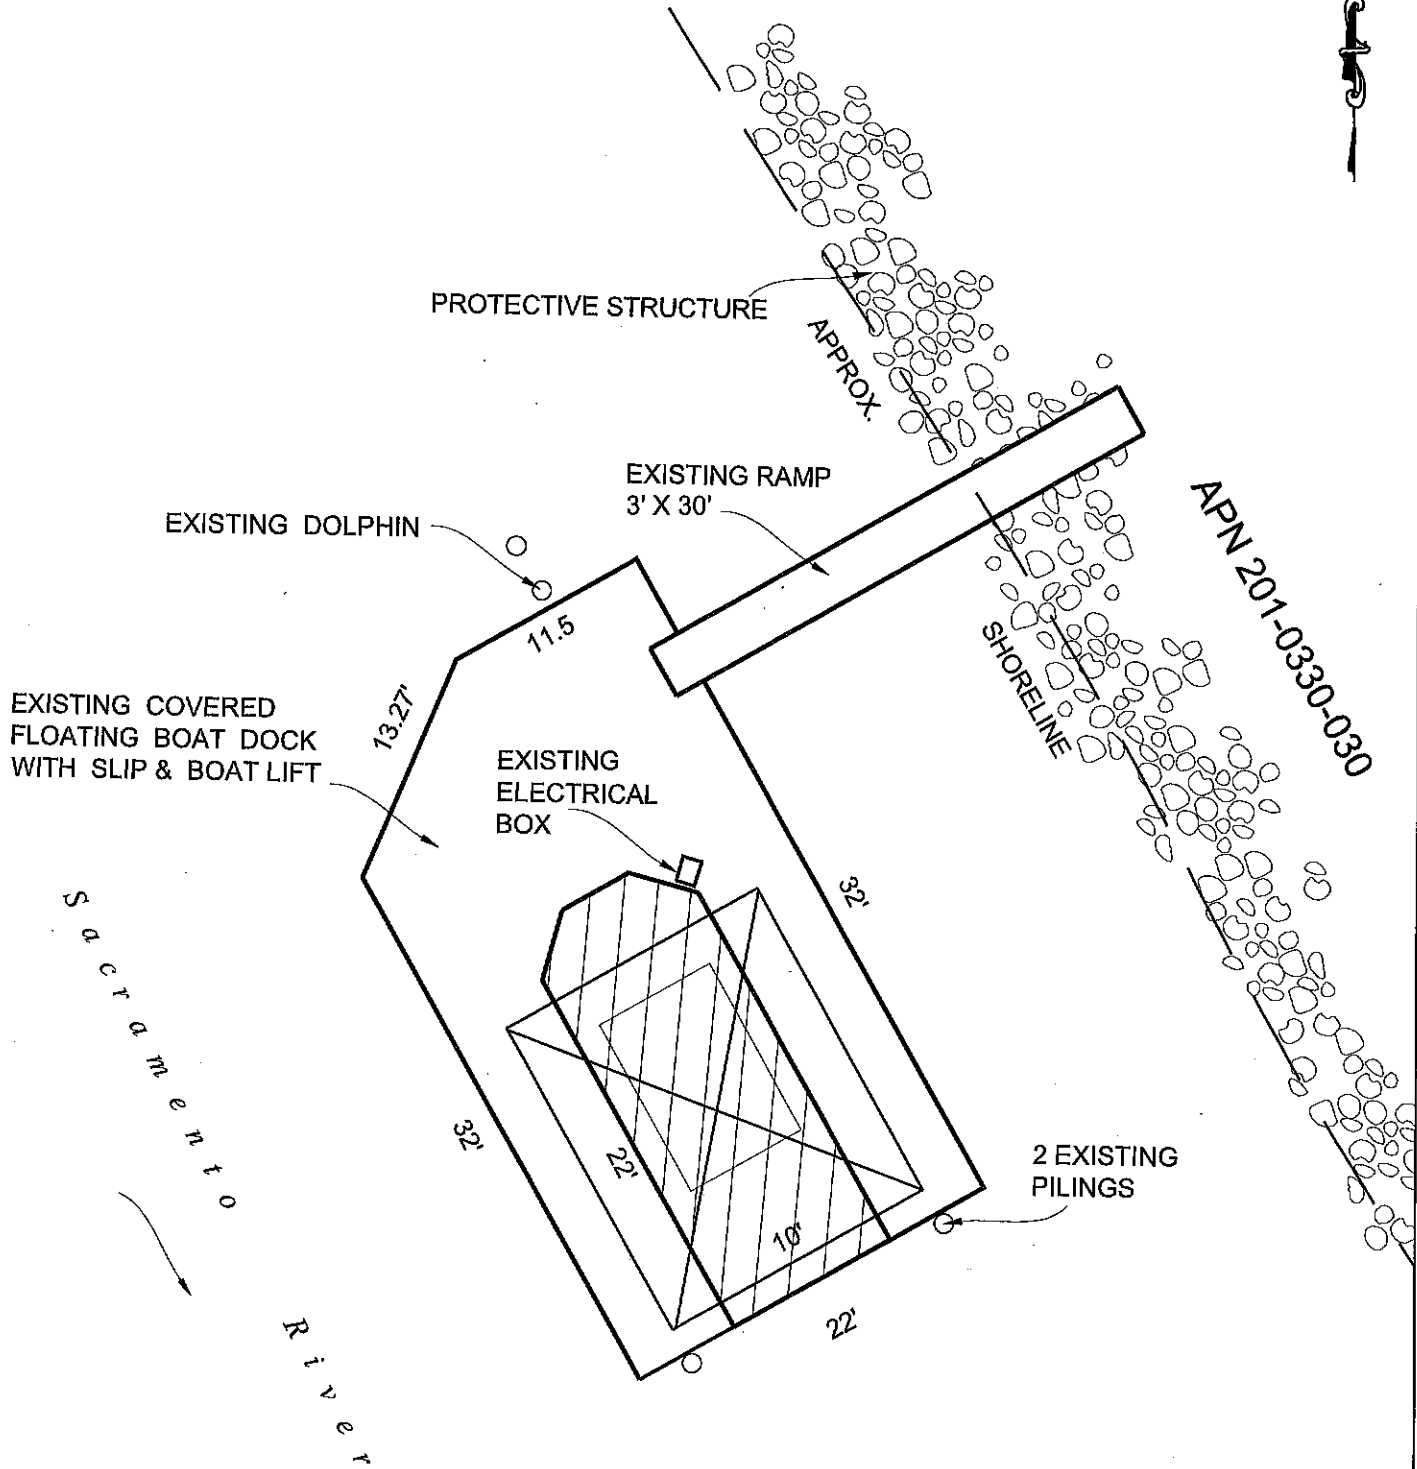 PROTECTIVE STRUCTURE
APPROX.
EXISTING RAMP
3' X 30'
EXISTING DOLPHIN
APN 201-0330-030
11.5
SHORELINE
13.27'
EXISTING COVERED
FLOATING BOAT DOCK
WITH SLIP & BOAT LIFT
EXISTING
ELECTRICAL
BOX
32'
Sacramento River
32'
22'
10'
2 EXISTING
PILINGS
22'